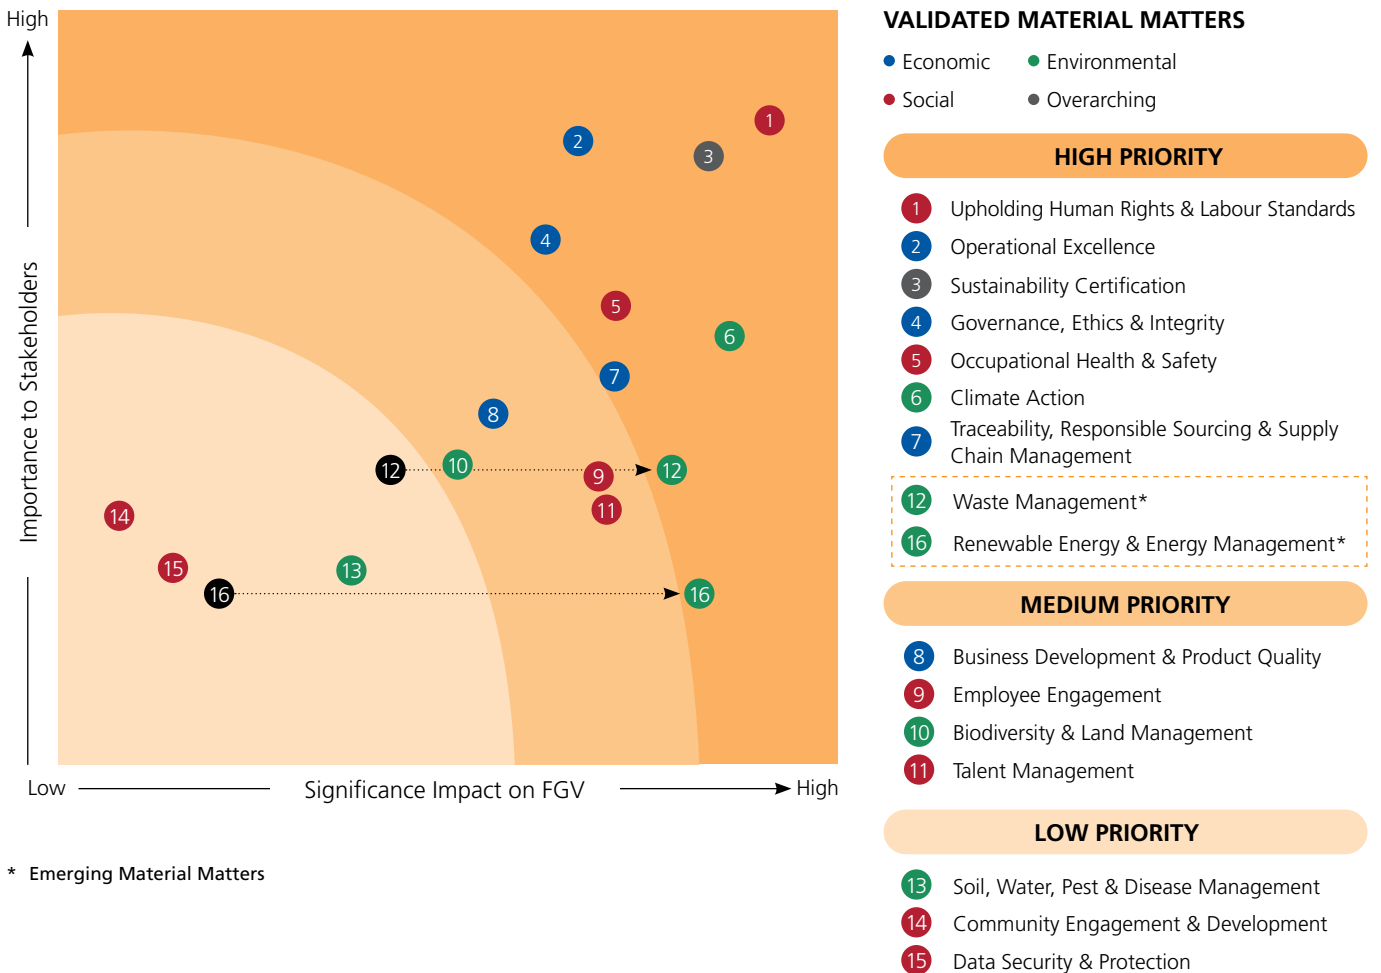 High
Importance to Stakeholders
1
2
3
4
5
6
7
8
12
10
9
12
11
14
15
13
16
16
Low
Significance Impact on FGV
High
* Emerging Material Matters
VALIDATED MATERIAL MATTERS
Economic
Environmental
Social
Overarching
HIGH PRIORITY
1 Upholding Human Rights & Labour Standards
2 Operational Excellence
3 Sustainability Certification
4 Governance, Ethics & Integrity
5 Occupational Health & Safety
6 Climate Action
7 Traceability, Responsible Sourcing & Supply
Chain Management
12 Waste Management*
16 Renewable Energy & Energy Management*
MEDIUM PRIORITY
8 Business Development & Product Quality
9 Employee Engagement
10 Biodiversity & Land Management
11 Talent Management
LOW PRIORITY
13 Soil, Water, Pest & Disease Management
14 Community Engagement & Development
15 Data Security & Protection